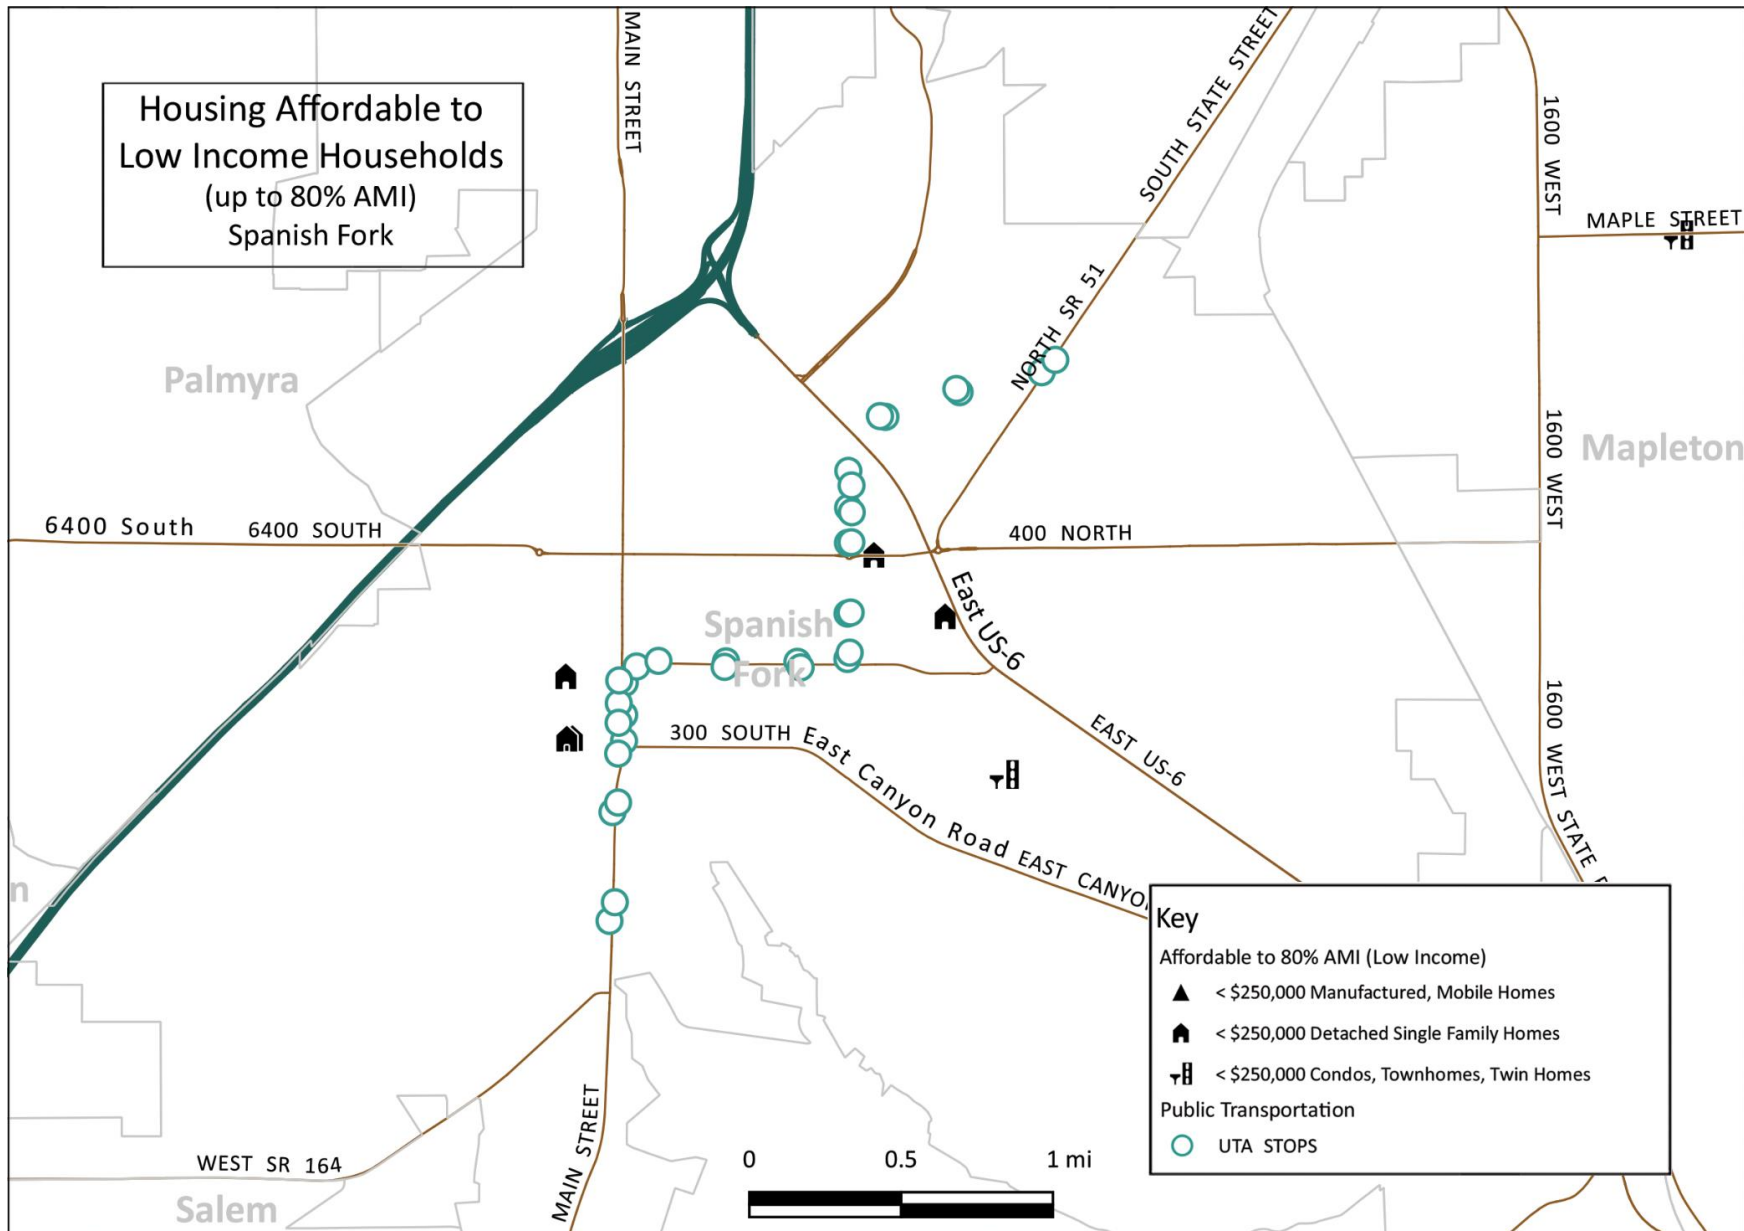 Housing Affordable to
Low Income Households
(up to 80% AMI)
Spanish Fork
MAIN STREET
SOUTH STATE STREET
1600 WEST
MAPLE STREET
NORTH SR 51
Palmyra
1600 WEST
Mapleton
6400 South
6400 SOUTH
400 NORTH
East US-6
Spanish
Fork
300 SOUTH
East Canyon Road
EAST US-6
1600 WEST STATE
EAST CANYO
n
Key
Affordable to 80% AMI (Low Income)
< $250,000 Manufactured, Mobile Homes
< $250,000 Detached Single Family Homes
< $250,000 Condos, Townhomes, Twin Homes
Public Transportation
UTA STOPS
MAIN STREET
WEST SR 164
Salem
0 0.5 1 mi